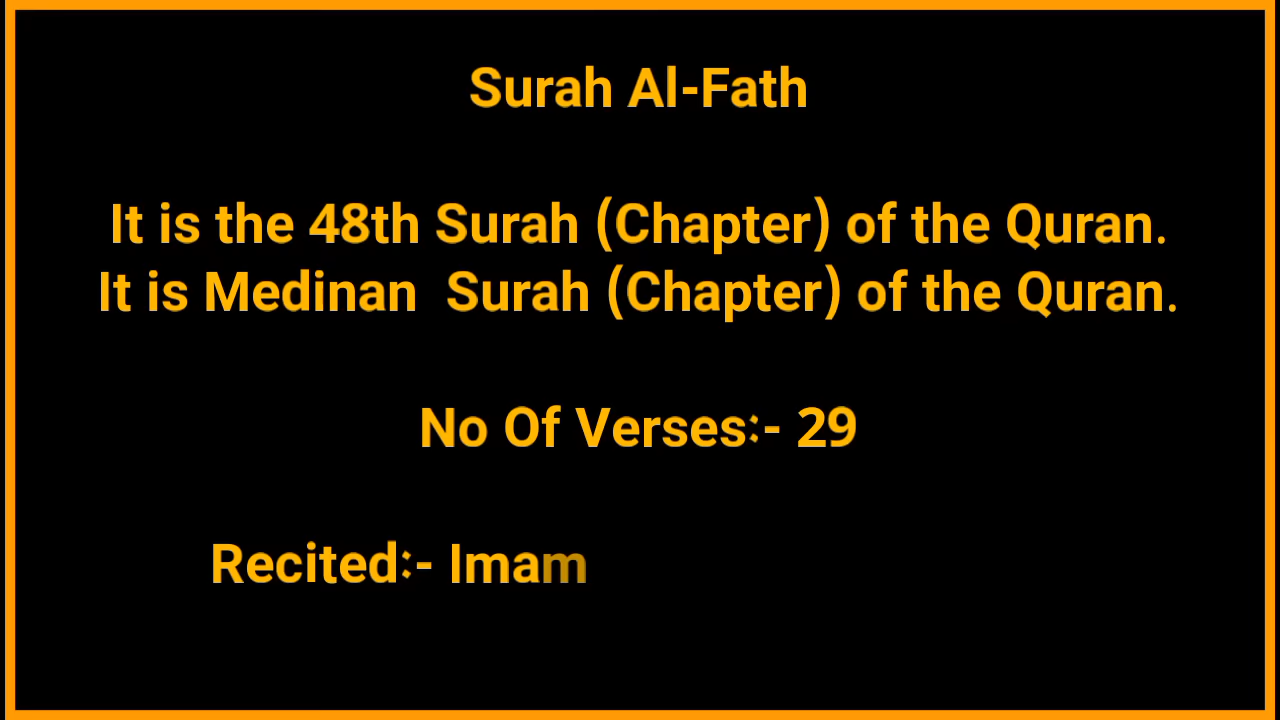 Surah Al-Fath
It is the 48th Surah (Chapter) of the Quran.
It is Medinan  Surah (Chapter) of the Quran.
No Of Verses:- 29
Recited:- Imam